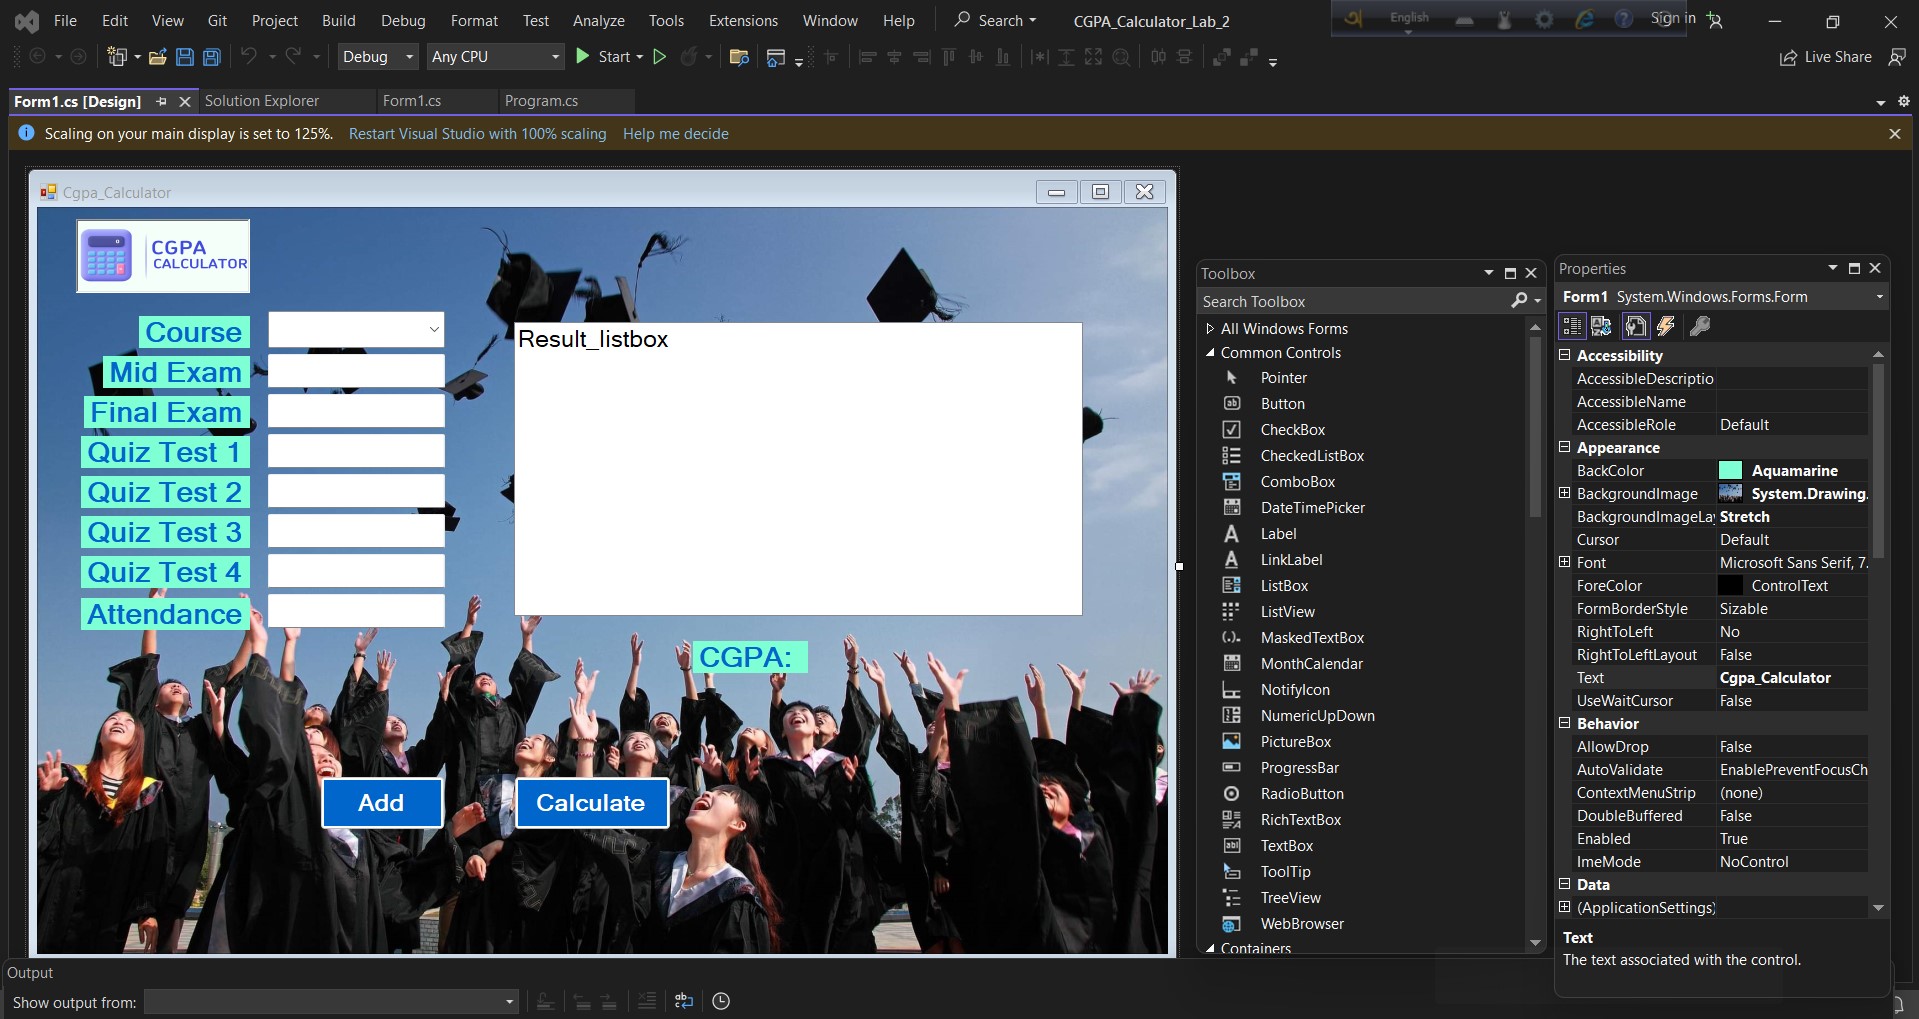 File Edit View Git Project Build Debug Format Test Analyze Tools Extensions Window Help Search CGPA_Calculator_Lab_2 English Sign in
Debug Any CPU Start Live Share
Form1.cs [Design] Solution Explorer Form1.cs Program.cs
Scaling on your main display is set to 125%. Restart Visual Studio with 100% scaling Help me decide
Cgpa_Calculator
CGPA
CALCULATOR
Course
Mid Exam
Final Exam
Quiz Test 1
Quiz Test 2
Quiz Test 3
Quiz Test 4
Attendance
Result_listbox
CGPA:
Add Calculate
Toolbox
Search Toolbox
All Windows Forms
Common Controls
Pointer
ab Button
CheckBox
CheckedListBox
ComboBox
DateTimePicker
A Label
A LinkLabel
ListBox
ListView
(.). MaskedTextBox
MonthCalendar
NotifyIcon
NumericUpDown
PictureBox
ProgressBar
RadioButton
RichTextBox
abl TextBox
ToolTip
TreeView
WebBrowser
Containers
Properties
Form1 System.Windows.Forms.Form
Accessibility
AccessibleDescriptio
AccessibleName
AccessibleRole Default
Appearance
BackColor Aquamarine
BackgroundImage System.Drawing.
BackgroundImageLay Stretch
Cursor Default
Font Microsoft Sans Serif, 7.
ForeColor ControlText
FormBorderStyle Sizable
RightToLeft No
RightToLeftLayout False
Text Cgpa_Calculator
UseWaitCursor False
Behavior
AllowDrop False
AutoValidate EnablePreventFocusCh
ContextMenuStrip (none)
DoubleBuffered False
Enabled True
ImeMode NoControl
Data
(ApplicationSettings)
Text
The text associated with the control.
Output
Show output from: